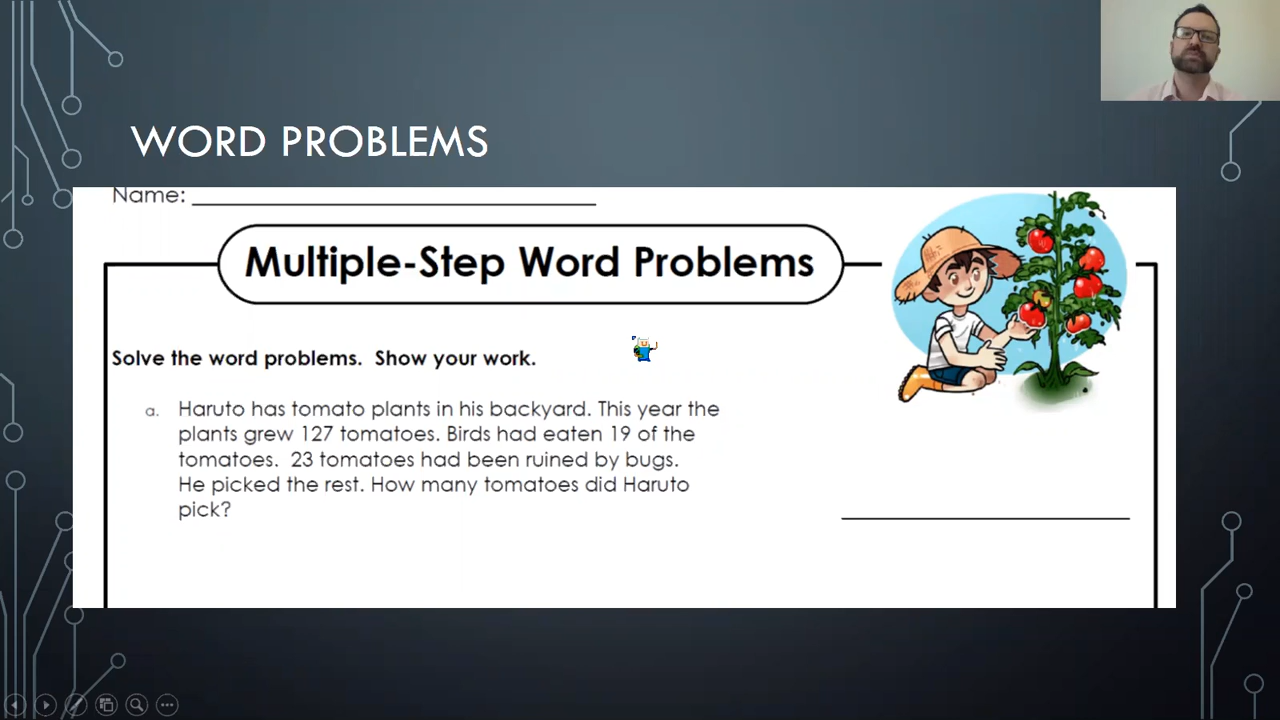 WORD PROBLEMS
Name:
Multiple-Step Word Problems
Solve the word problems.  Show your work.
a. Haruto has tomato plants in his backyard. This year the
plants grew 127 tomatoes. Birds had eaten 19 of the
tomatoes.  23 tomatoes had been ruined by bugs.
He picked the rest. How many tomatoes did Haruto
pick?